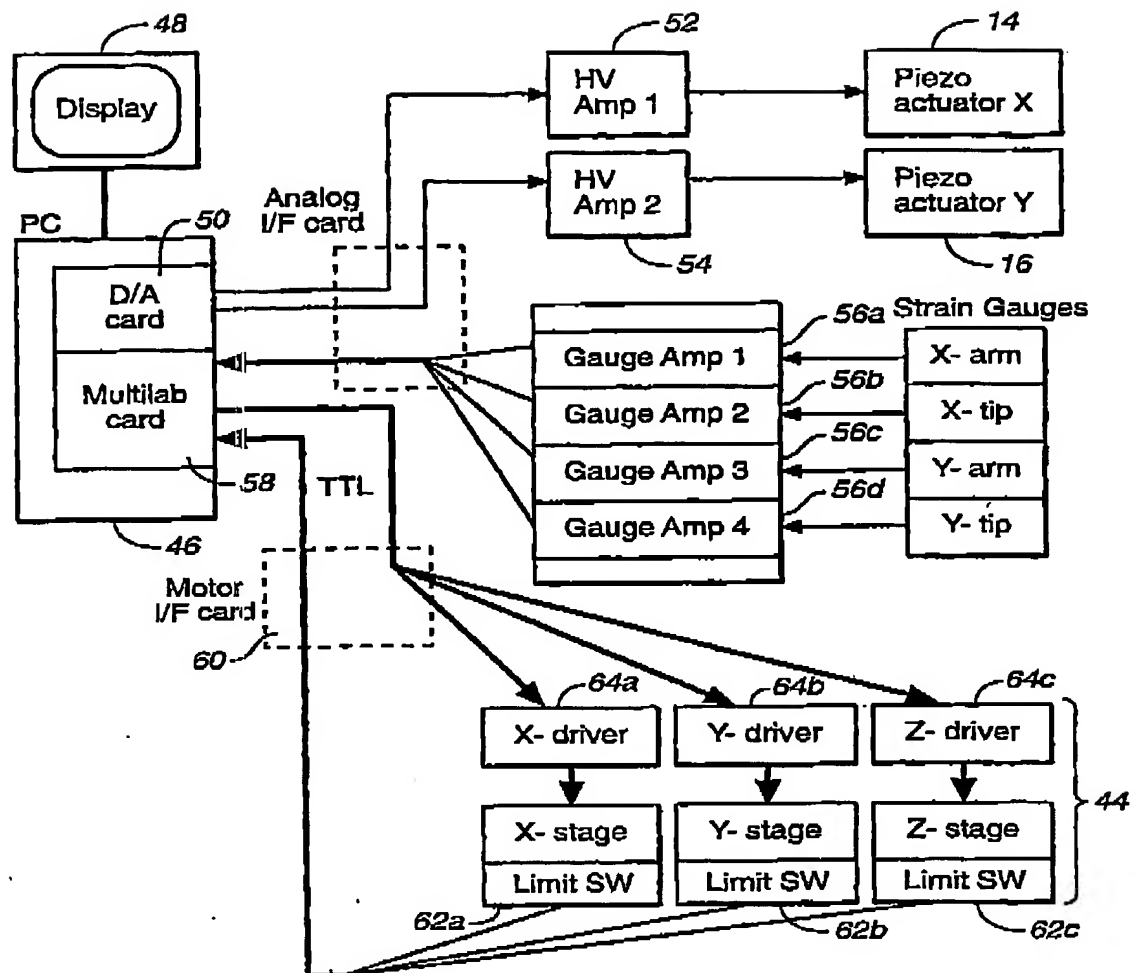 48
Display
PC
50
D/A
card
Multilab
card
58
46
Analog
I/F card
52
HV
Amp 1
14
Piezo
actuator X
HV
Amp 2
54
Piezo
actuator Y
16
Strain Gauges
56a
Gauge Amp 1
X- arm
56b
Gauge Amp 2
X- tip
56c
Gauge Amp 3
Y- arm
56d
Gauge Amp 4
Y- tip
TTL
Motor
I/F card
60
64a
X- driver
64b
Y- driver
64c
Z- driver
44
X- stage
Limit SW
62a
Y- stage
Limit SW
62b
Z- stage
Limit SW
62c